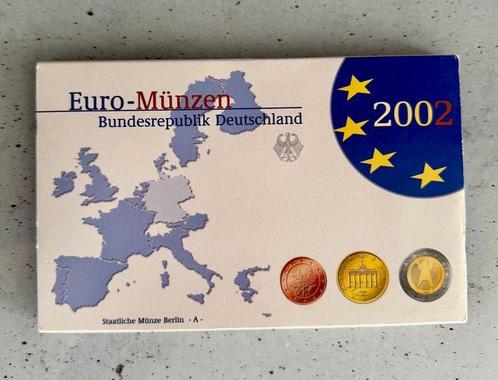 Euro-Münzen
Bundesrepublik Deutschland
2002
Staatliche Münze Berlin - A -